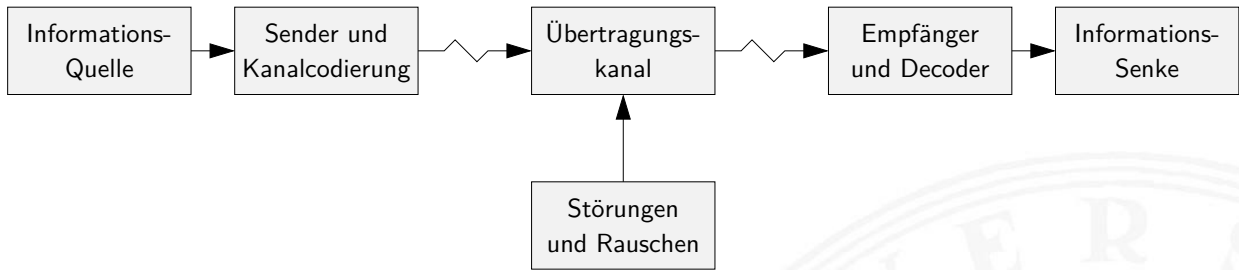 Informations-
Quelle
Sender und
Kanalcodierung
Übertragungs-
kanal
Empfänger
und Decoder
Informations-
Senke
Störungen
und Rauschen
E R